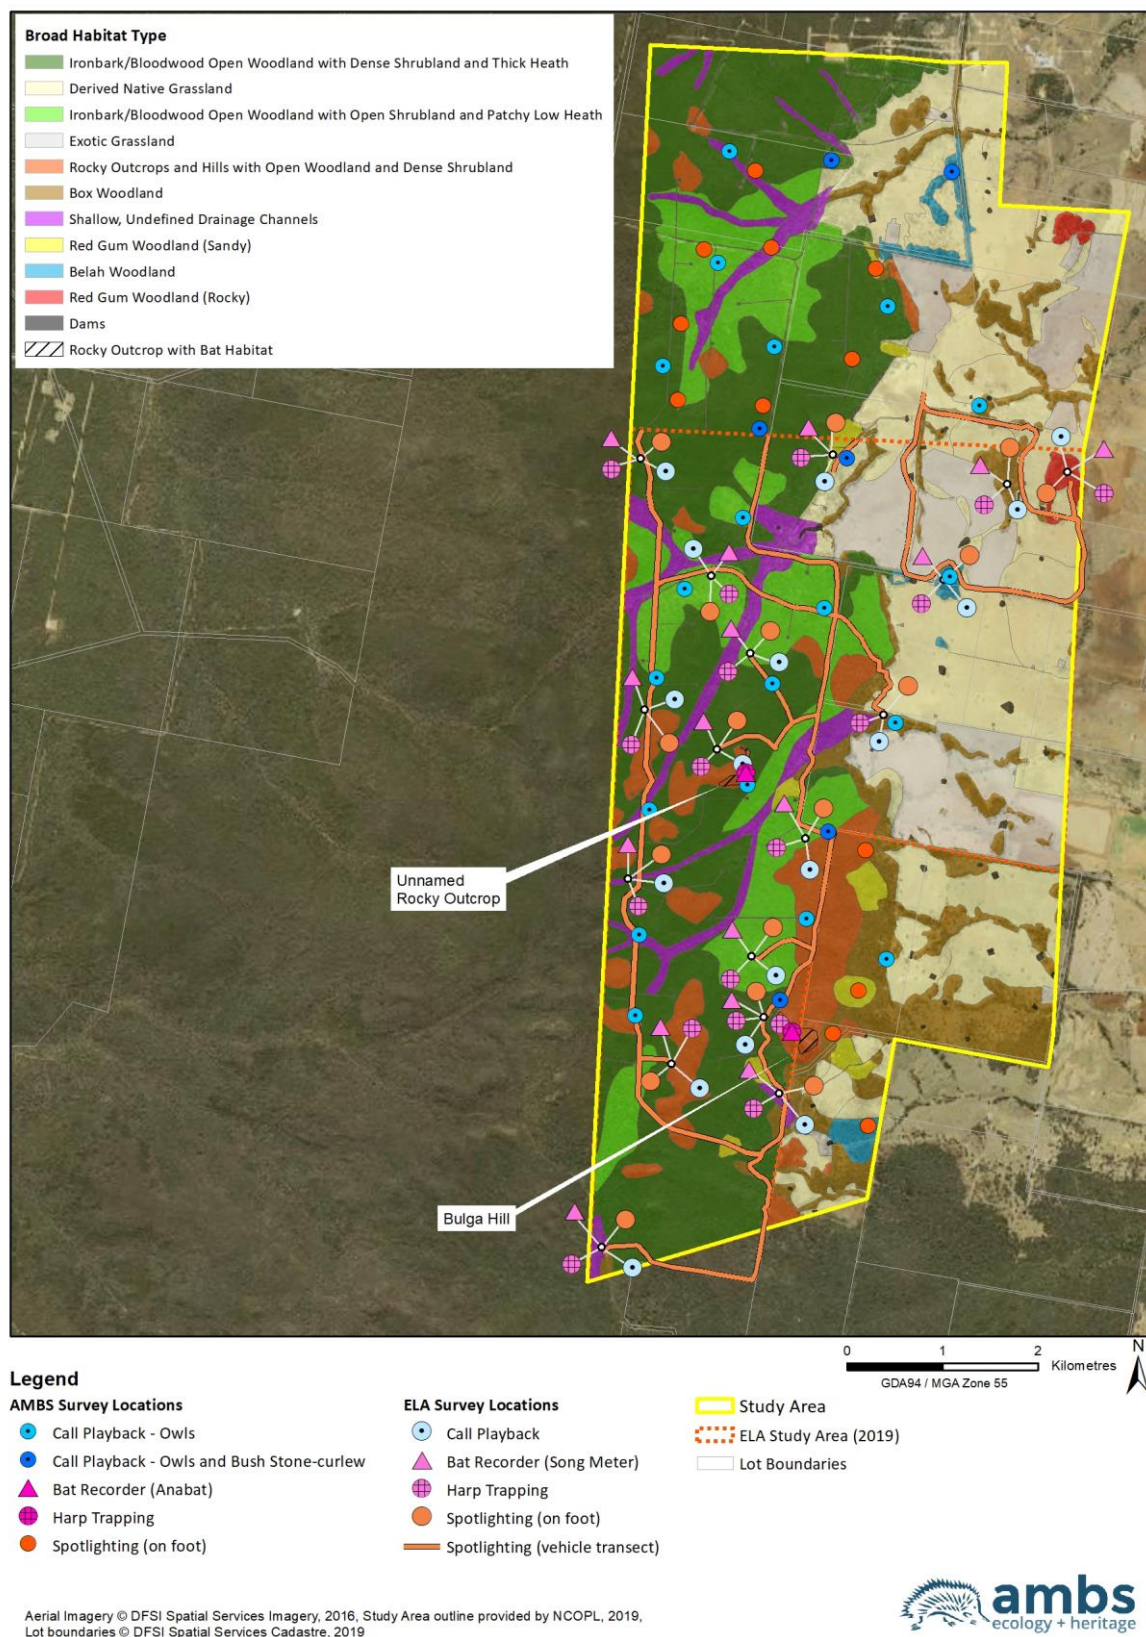 Broad Habitat Type
Ironbark/Bloodwood Open Woodland with Dense Shrubland and Thick Heath
Derived Native Grassland
Ironbark/Bloodwood Open Woodland with Open Shrubland and Patchy Low Heath
Exotic Grassland
Rocky Outcrops and Hills with Open Woodland and Dense Shrubland
Box Woodland
Shallow, Undefined Drainage Channels
Red Gum Woodland (Sandy)
Belah Woodland
Red Gum Woodland (Rocky)
Dams
Rocky Outcrop with Bat Habitat
Unnamed
Rocky Outcrop
Bulga Hill
0 1 2
Kilometres
N
GDA94 / MGA Zone 55
Legend
AMBS Survey Locations
Call Playback - Owls
Call Playback - Owls and Bush Stone-curlew
Bat Recorder (Anabat)
Harp Trapping
Spotlighting (on foot)
ELA Survey Locations
Call Playback
Bat Recorder (Song Meter)
Harp Trapping
Spotlighting (on foot)
Spotlighting (vehicle transect)
Study Area
ELA Study Area (2019)
Lot Boundaries
Aerial Imagery © DFSI Spatial Services Imagery, 2016, Study Area outline provided by NCOPL, 2019,
Lot boundaries © DFSI Spatial Services Cadastre, 2019
ambs
ecology + heritage